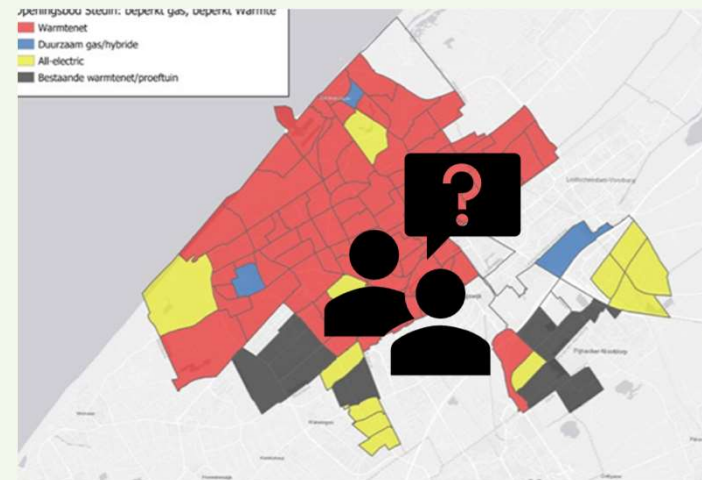 Openingsbod Stedin: beperkt gas, beperkt Warmte
Warmtenet
Duurzaam gas/hybride
All-electric
Bestaande warmtenet/proeftuin
?
Leidschendam-Voorburg
Pijnacker-Nootdorp